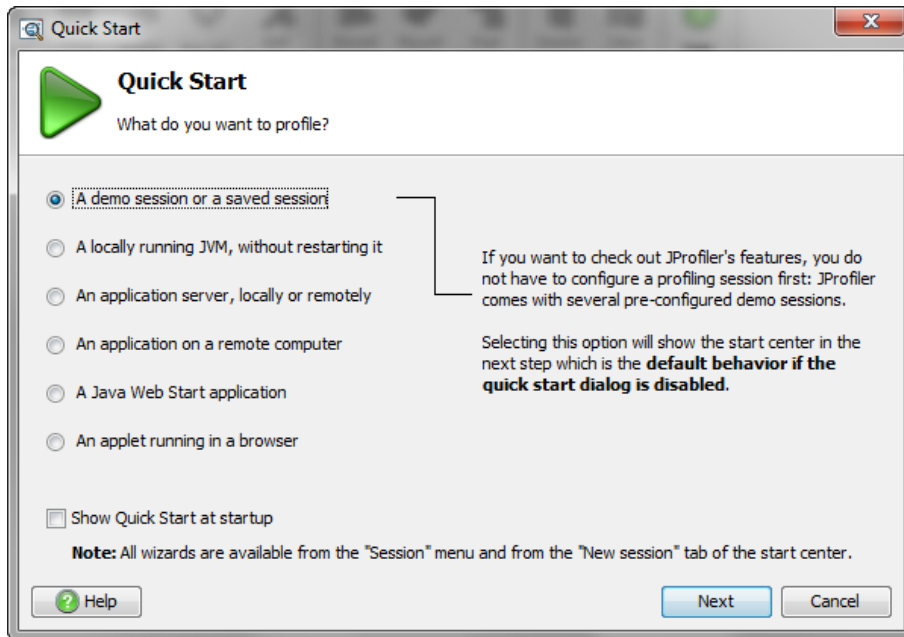 Quick Start
Quick Start
What do you want to profile?
A demo session or a saved session
A locally running JVM, without restarting it
An application server, locally or remotely
An application on a remote computer
A Java Web Start application
An applet running in a browser
If you want to check out JProfiler's features, you do
not have to configure a profiling session first: JProfiler
comes with several pre-configured demo sessions.
Selecting this option will show the start center in the
next step which is the default behavior if the
quick start dialog is disabled.
Show Quick Start at startup
Note: All wizards are available from the "Session" menu and from the "New session" tab of the start center.
Help
Next
Cancel